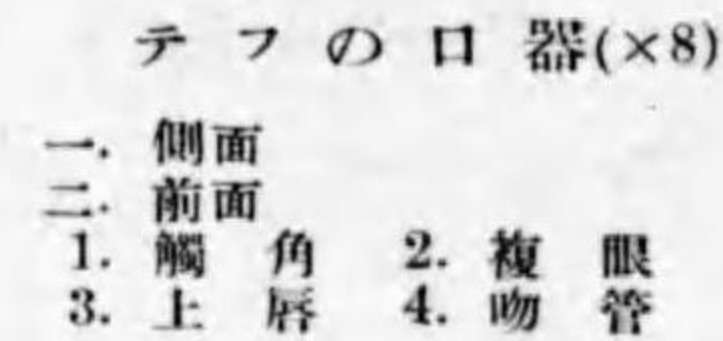 テフの口器(×8)
一. 側面
二. 前面
1. 觸角 2. 複眼
3. 上唇 4. 吻管